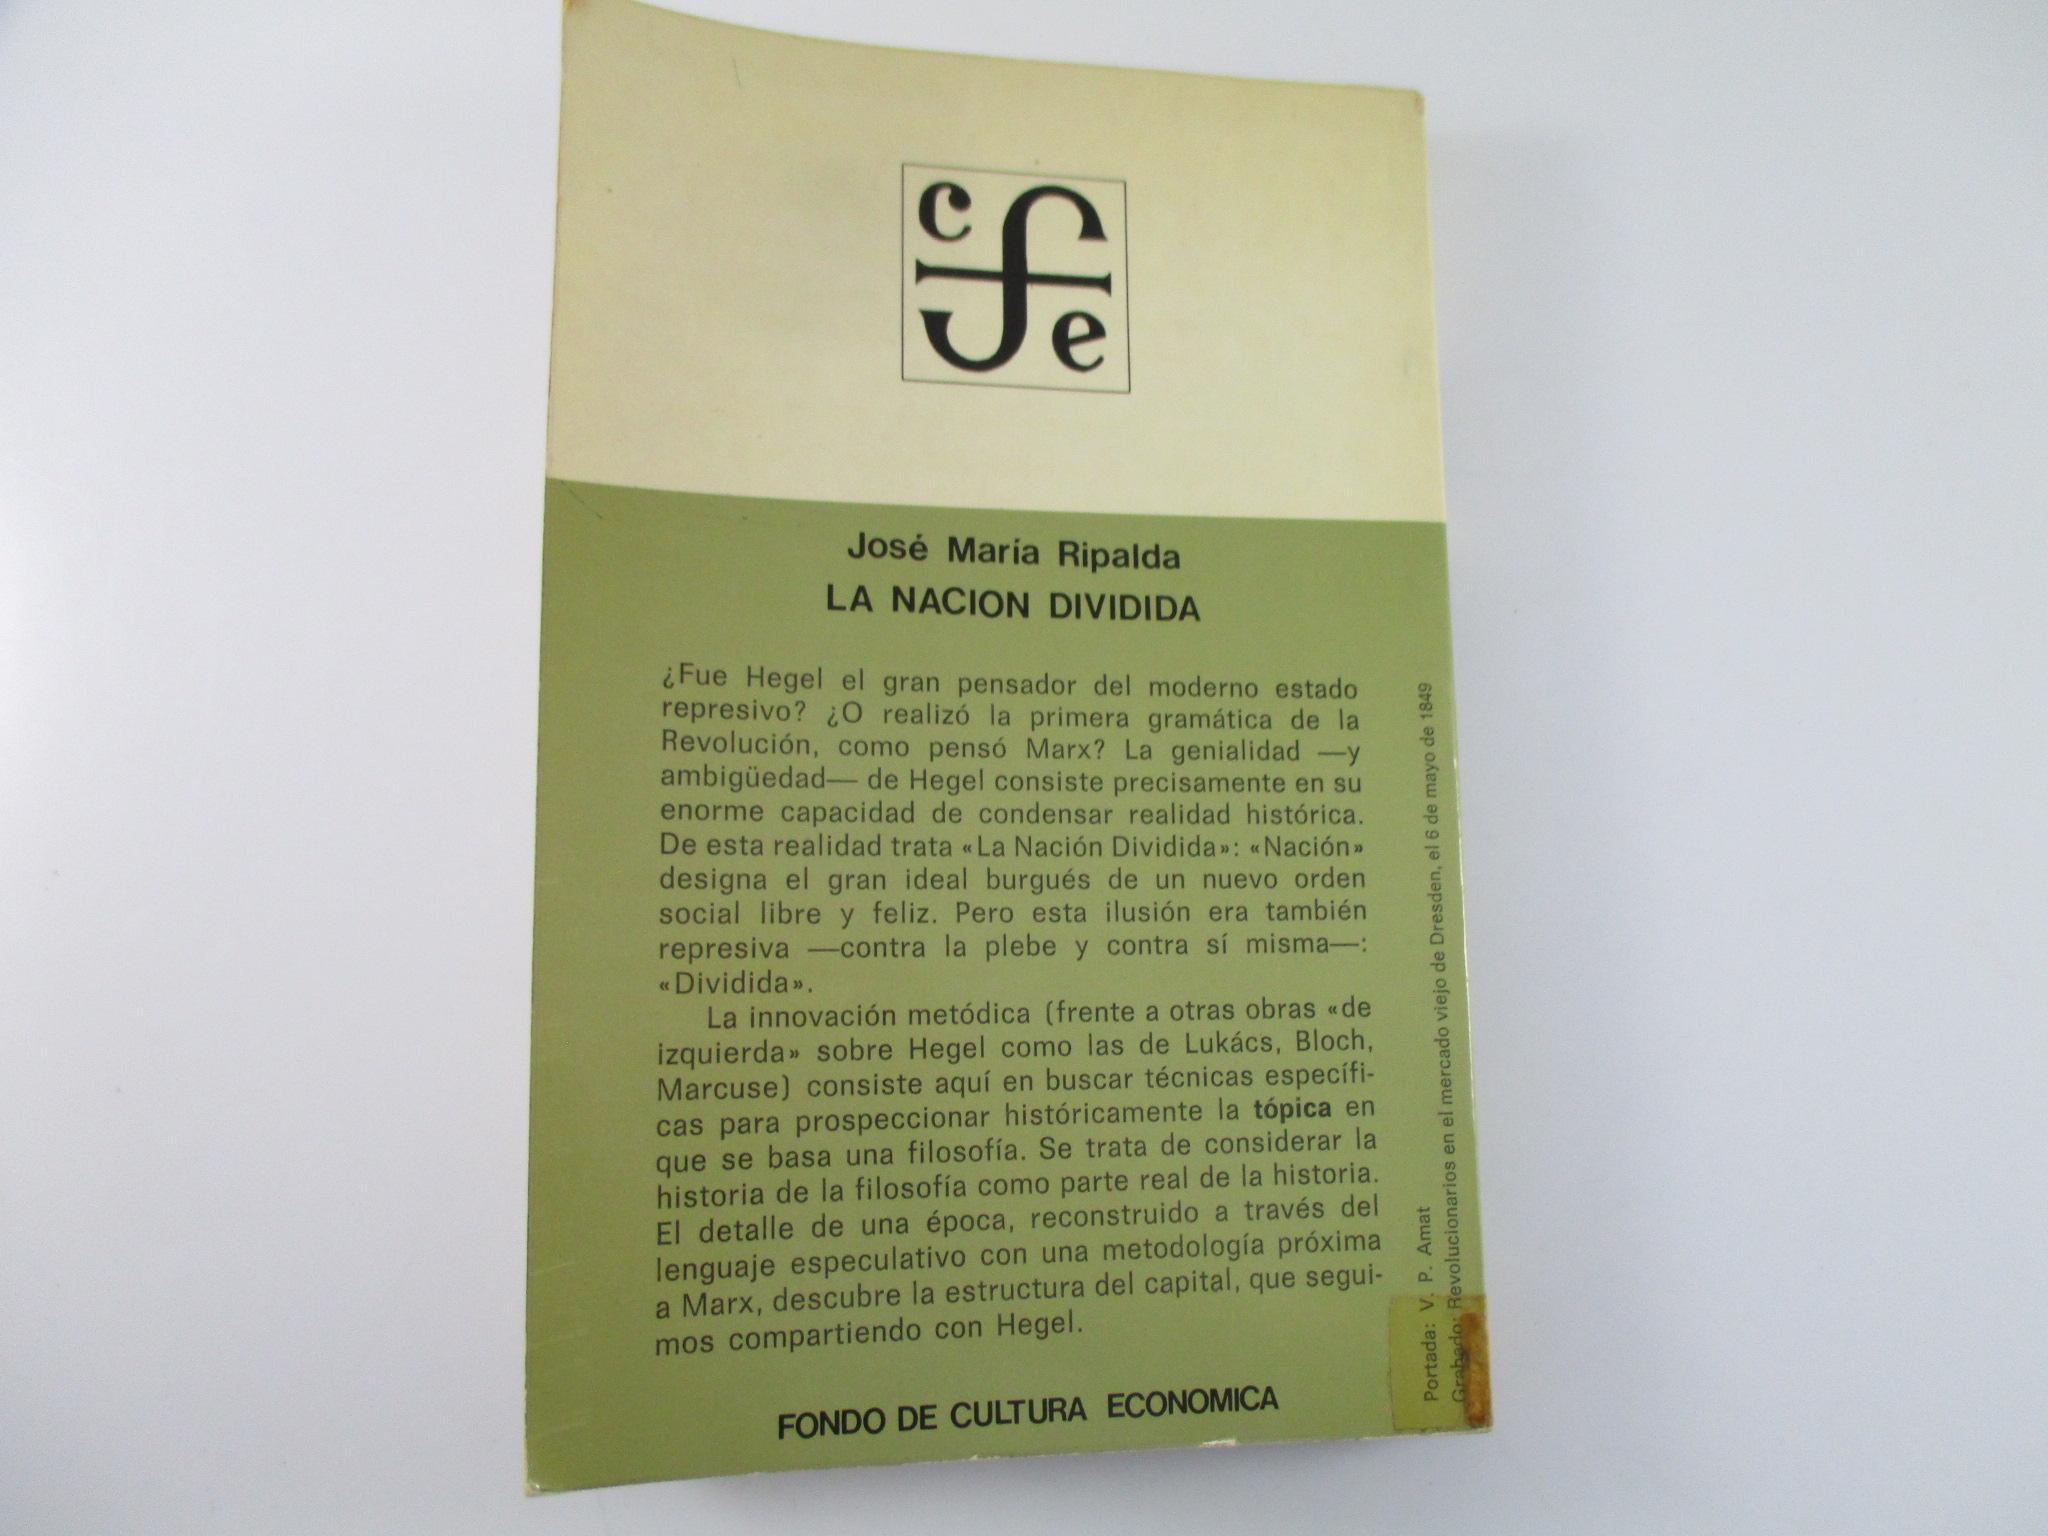 c f e
José María Ripalda
LA NACION DIVIDIDA
¿Fue Hegel el gran pensador del moderno estado
represivo? ¿O realizó la primera gramática de la
Revolución, como pensó Marx? La genialidad —y
ambigüedad— de Hegel consiste precisamente en su
enorme capacidad de condensar realidad histórica.
De esta realidad trata «La Nación Dividida»: «Nación»
designa el gran ideal burgués de un nuevo orden
social libre y feliz. Pero esta ilusión era también
represiva —contra la plebe y contra sí misma—:
«Dividida».
La innovación metódica (frente a otras obras «de
izquierda» sobre Hegel como las de Lukács, Bloch,
Marcuse) consiste aquí en buscar técnicas específi-
cas para prospeccionar históricamente la tópica en
que se basa una filosofía. Se trata de considerar la
historia de la filosofía como parte real de la historia.
El detalle de una época, reconstruido a través del
lenguaje especulativo con una metodología próxima
a Marx, descubre la estructura del capital, que segui-
mos compartiendo con Hegel.
FONDO DE CULTURA ECONOMICA
Portada: V. P. Amat
Grabado: Revolucionarios en el mercado viejo de Dresden, el 6 de mayo de 1849